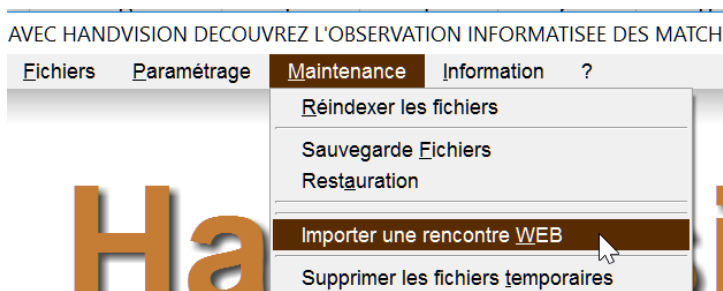 AVEC HANDVISION DECOUVREZ L'OBSERVATION INFORMATISEE DES MATCH
Fichiers Paramétrage Maintenance Information ?
Réindexer les fichiers
Sauvegarde Fichiers
Restauration
Importer une rencontre WEB
Supprimer les fichiers temporaires
Ha